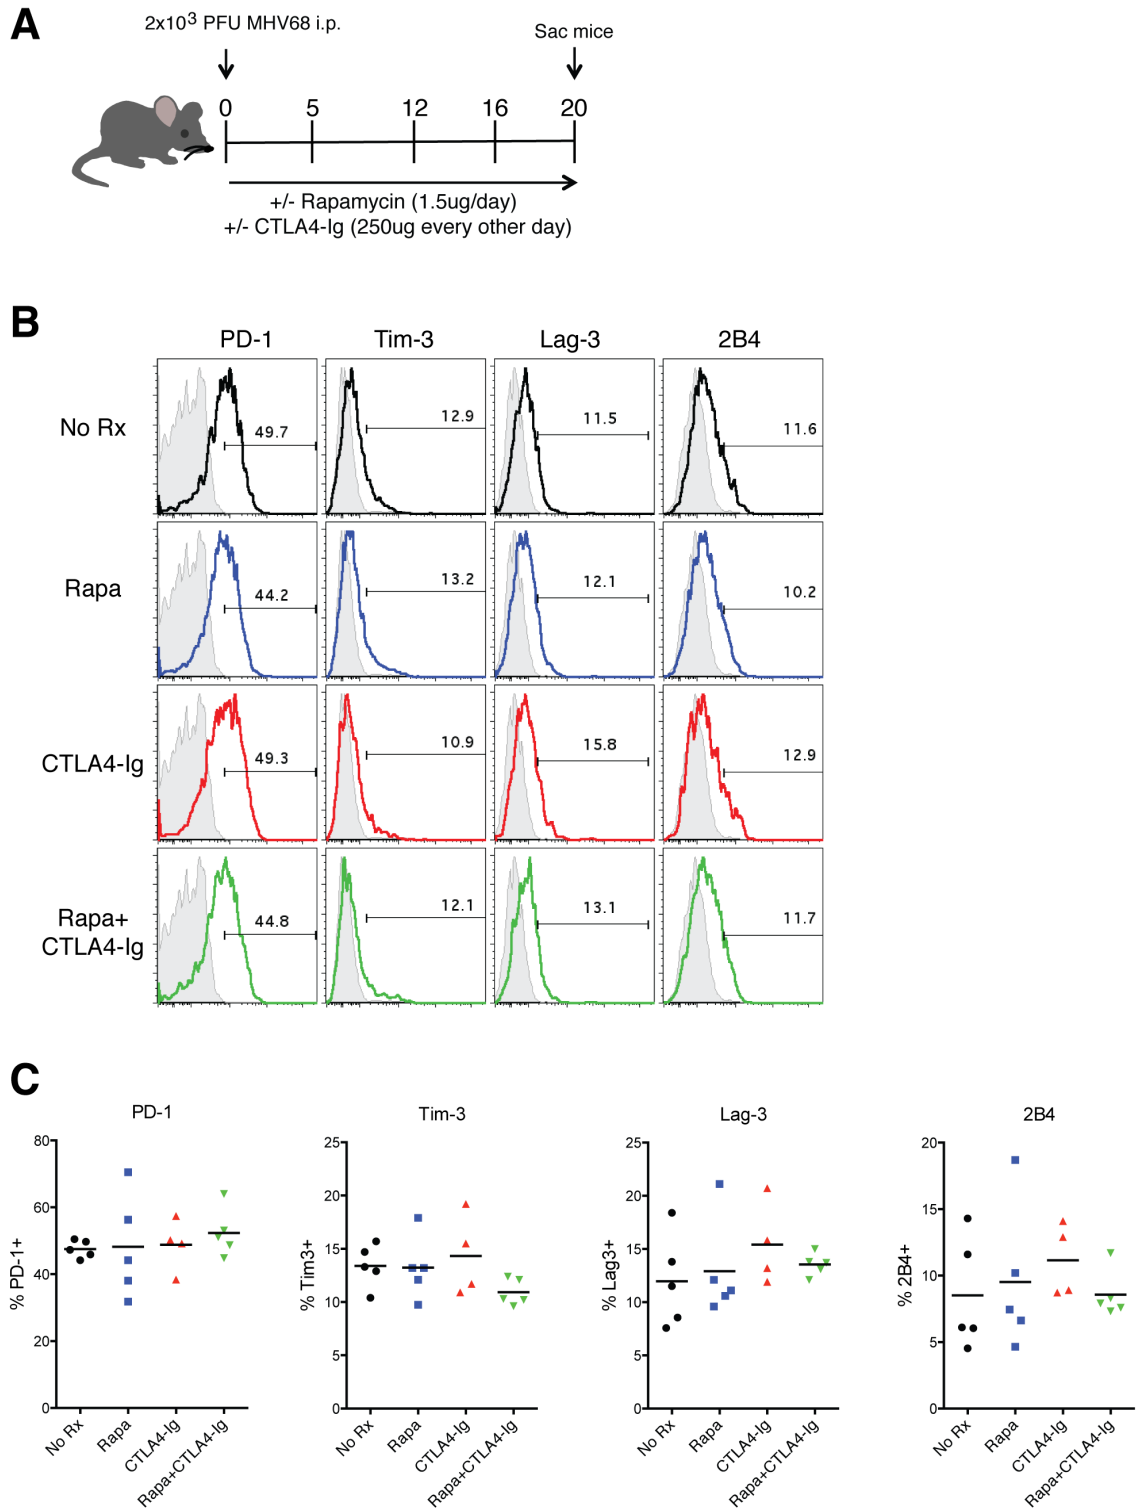 A
2x10³ PFU MHV68 i.p.
Sac mice
0 5 12 16 20
+/- Rapamycin (1.5ug/day)
+/- CTLA4-Ig (250ug every other day)
B
PD-1 Tim-3 Lag-3 2B4
No Rx 49.7 12.9 11.5 11.6
Rapa 44.2 13.2 12.1 10.2
CTLA4-Ig 49.3 10.9 15.8 12.9
Rapa+
CTLA4-Ig 44.8 12.1 13.1 11.7
C
PD-1
% PD-1+
80
60
40
20
0
No Rx
Rapa
CTLA4-Ig
Rapa+CTLA4-Ig
Tim-3
% Tim3+
25
20
15
10
5
0
No Rx
Rapa
CTLA4-Ig
Rapa+CTLA4-Ig
Lag-3
% Lag3+
25
20
15
10
5
0
No Rx
Rapa
CTLA4-Ig
Rapa+CTLA4-Ig
2B4
% 2B4+
20
15
10
5
0
No Rx
Rapa
CTLA4-Ig
Rapa+CTLA4-Ig